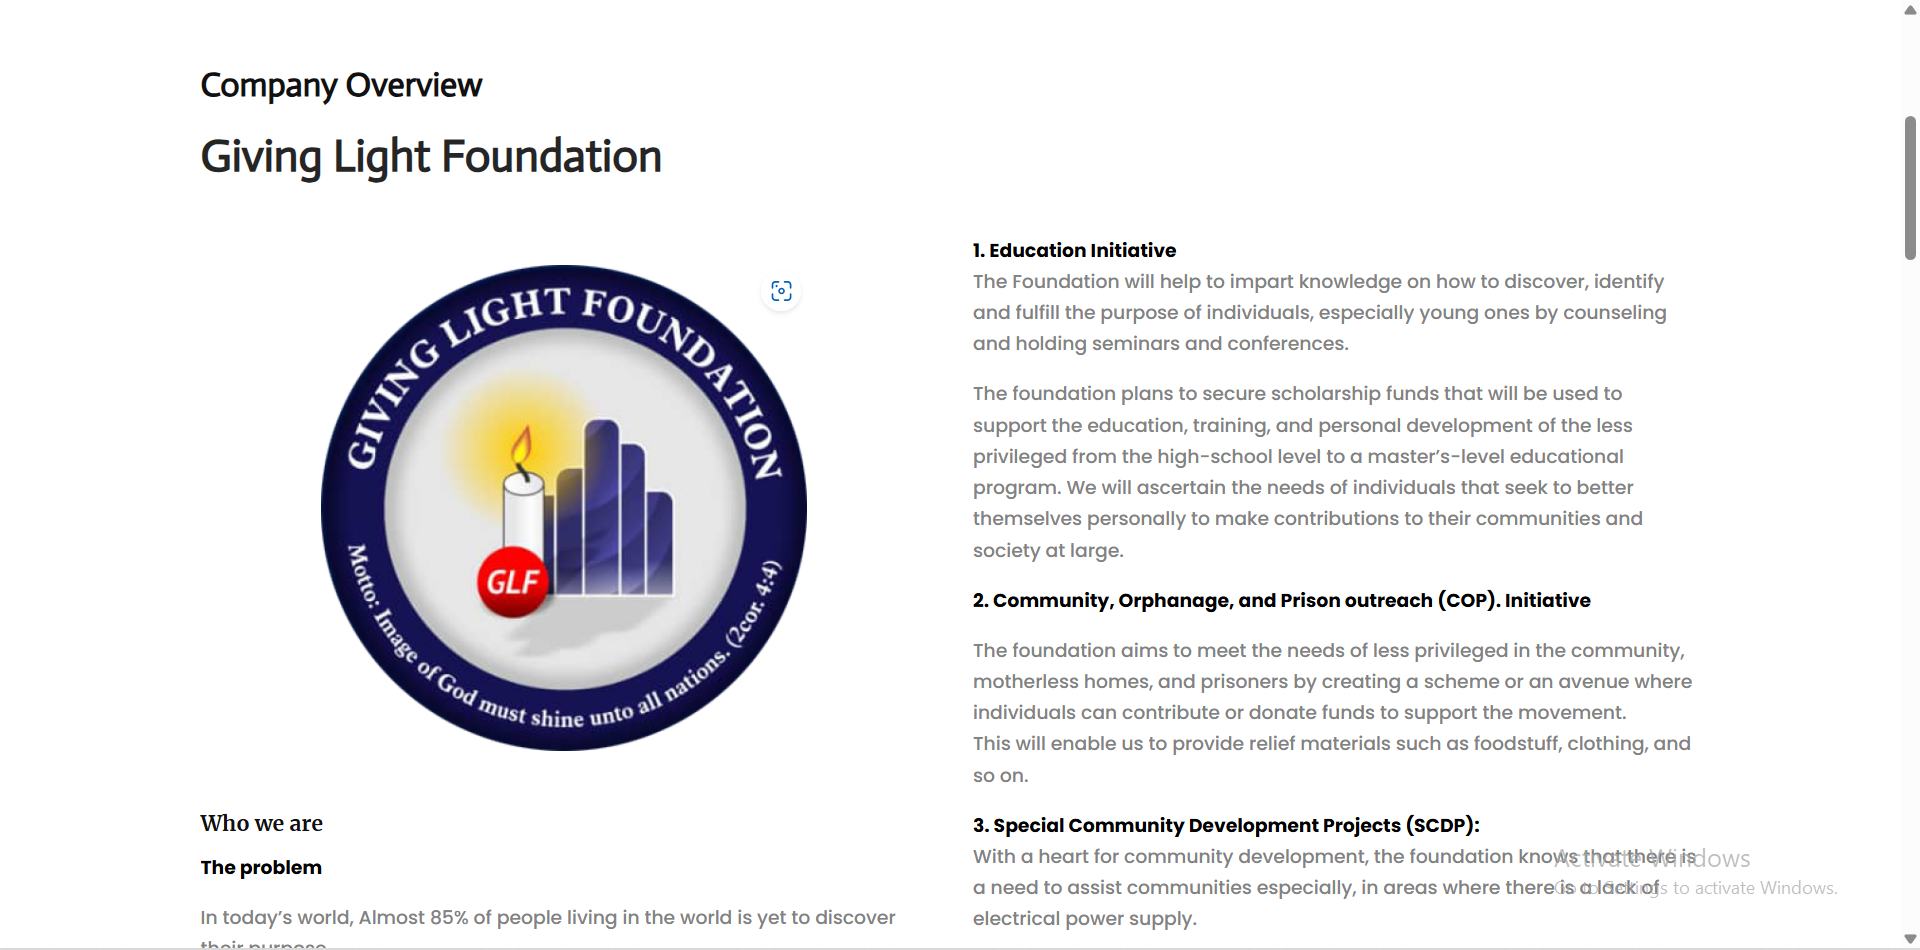 Company Overview
Giving Light Foundation
GIVING LIGHT FOUNDATION
GLF
Motto: Image of God must shine unto all nations. (2cor. 4:4)
Who we are
The problem
In today’s world, Almost 85% of people living in the world is yet to discover
their purpose
1. Education Initiative
The Foundation will help to impart knowledge on how to discover, identify
and fulfill the purpose of individuals, especially young ones by counseling
and holding seminars and conferences.
The foundation plans to secure scholarship funds that will be used to
support the education, training, and personal development of the less
privileged from the high-school level to a master’s-level educational
program. We will ascertain the needs of individuals that seek to better
themselves personally to make contributions to their communities and
society at large.
2. Community, Orphanage, and Prison outreach (COP). Initiative
The foundation aims to meet the needs of less privileged in the community,
motherless homes, and prisoners by creating a scheme or an avenue where
individuals can contribute or donate funds to support the movement.
This will enable us to provide relief materials such as foodstuff, clothing, and
so on.
3. Special Community Development Projects (SCDP):
With a heart for community development, the foundation knows that there is
a need to assist communities especially, in areas where there is a lack of
electrical power supply.
Activate Windows
Go to Settings to activate Windows.